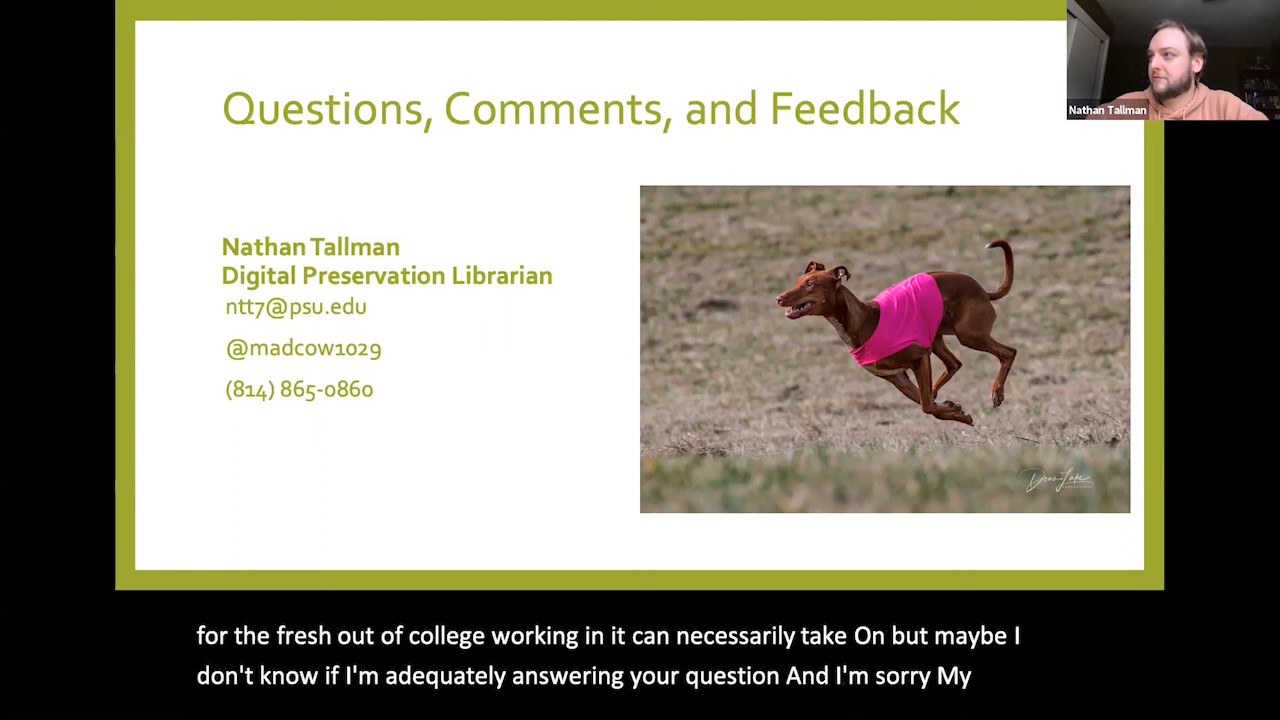 Questions, Comments, and Feedback
Nathan Tallman
Nathan Tallman
Digital Preservation Librarian
ntt7@psu.edu
@madcow1029
(814) 865-0860
for the fresh out of college working in it can necessarily take On but maybe I
don't know if I'm adequately answering your question And I'm sorry My